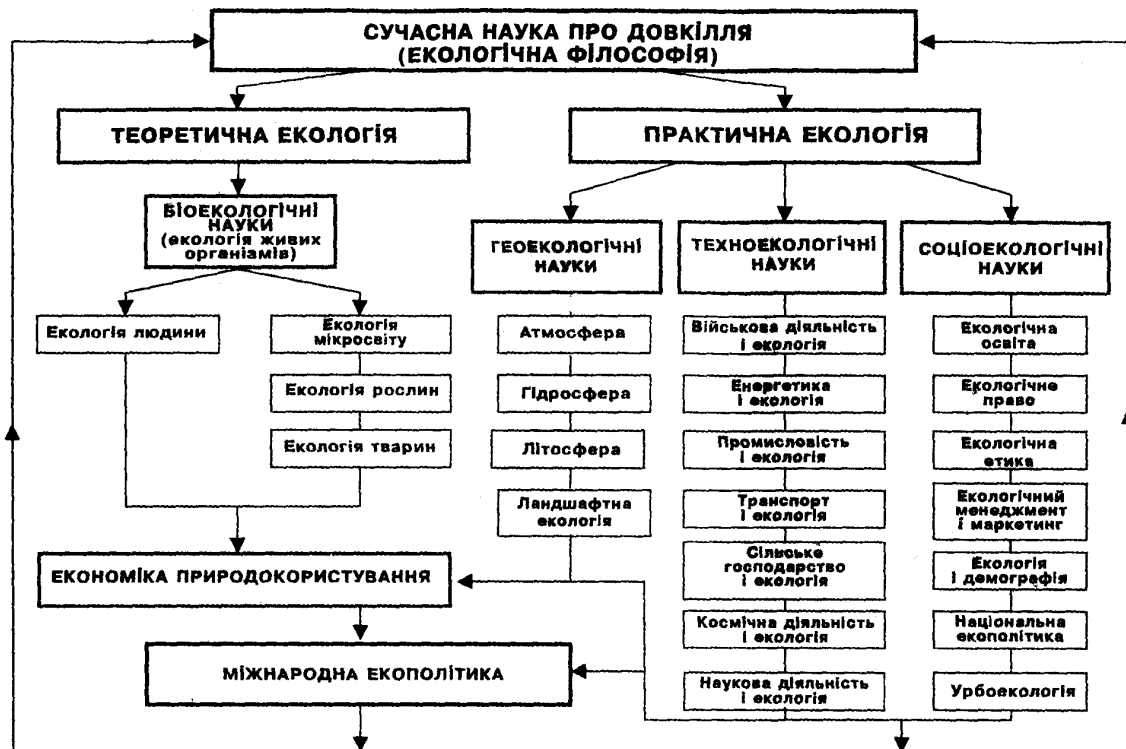 СУЧАСНА НАУКА ПРО ДОВКІЛЛЯ
(ЕКОЛОГІЧНА ФІЛОСОФІЯ)
ТЕОРЕТИЧНА ЕКОЛОГІЯ
ПРАКТИЧНА ЕКОЛОГІЯ
БІОЕКОЛОГІЧНІ
НАУКИ
(екологія живих
організмів)
ГЕОЕКОЛОГІЧНІ
НАУКИ
ТЕХНОЕКОЛОГІЧНІ
НАУКИ
СОЦІОЕКОЛОГІЧНІ
НАУКИ
Екологія людини
Екологія
мікросвіту
Екологія рослин
Екологія тварин
Атмосфера
Гідросфера
Літосфера
Ландшафтна
екологія
Військова діяльність
і екологія
Енергетика
і екологія
Промисловість
і екологія
Транспорт
і екологія
Сільське
господарство
і екологія
Космічна діяльність
і екологія
Наукова діяльність
і екологія
Екологічна
освіта
Екологічне
право
Екологічна
етика
Екологічний
менеджмент
і маркетинг
Екологія
і демографія
Національна
екополітика
Урбоекологія
ЕКОНОМІКА ПРИРОДОКОРИСТУВАННЯ
МІЖНАРОДНА ЕКОПОЛІТИКА